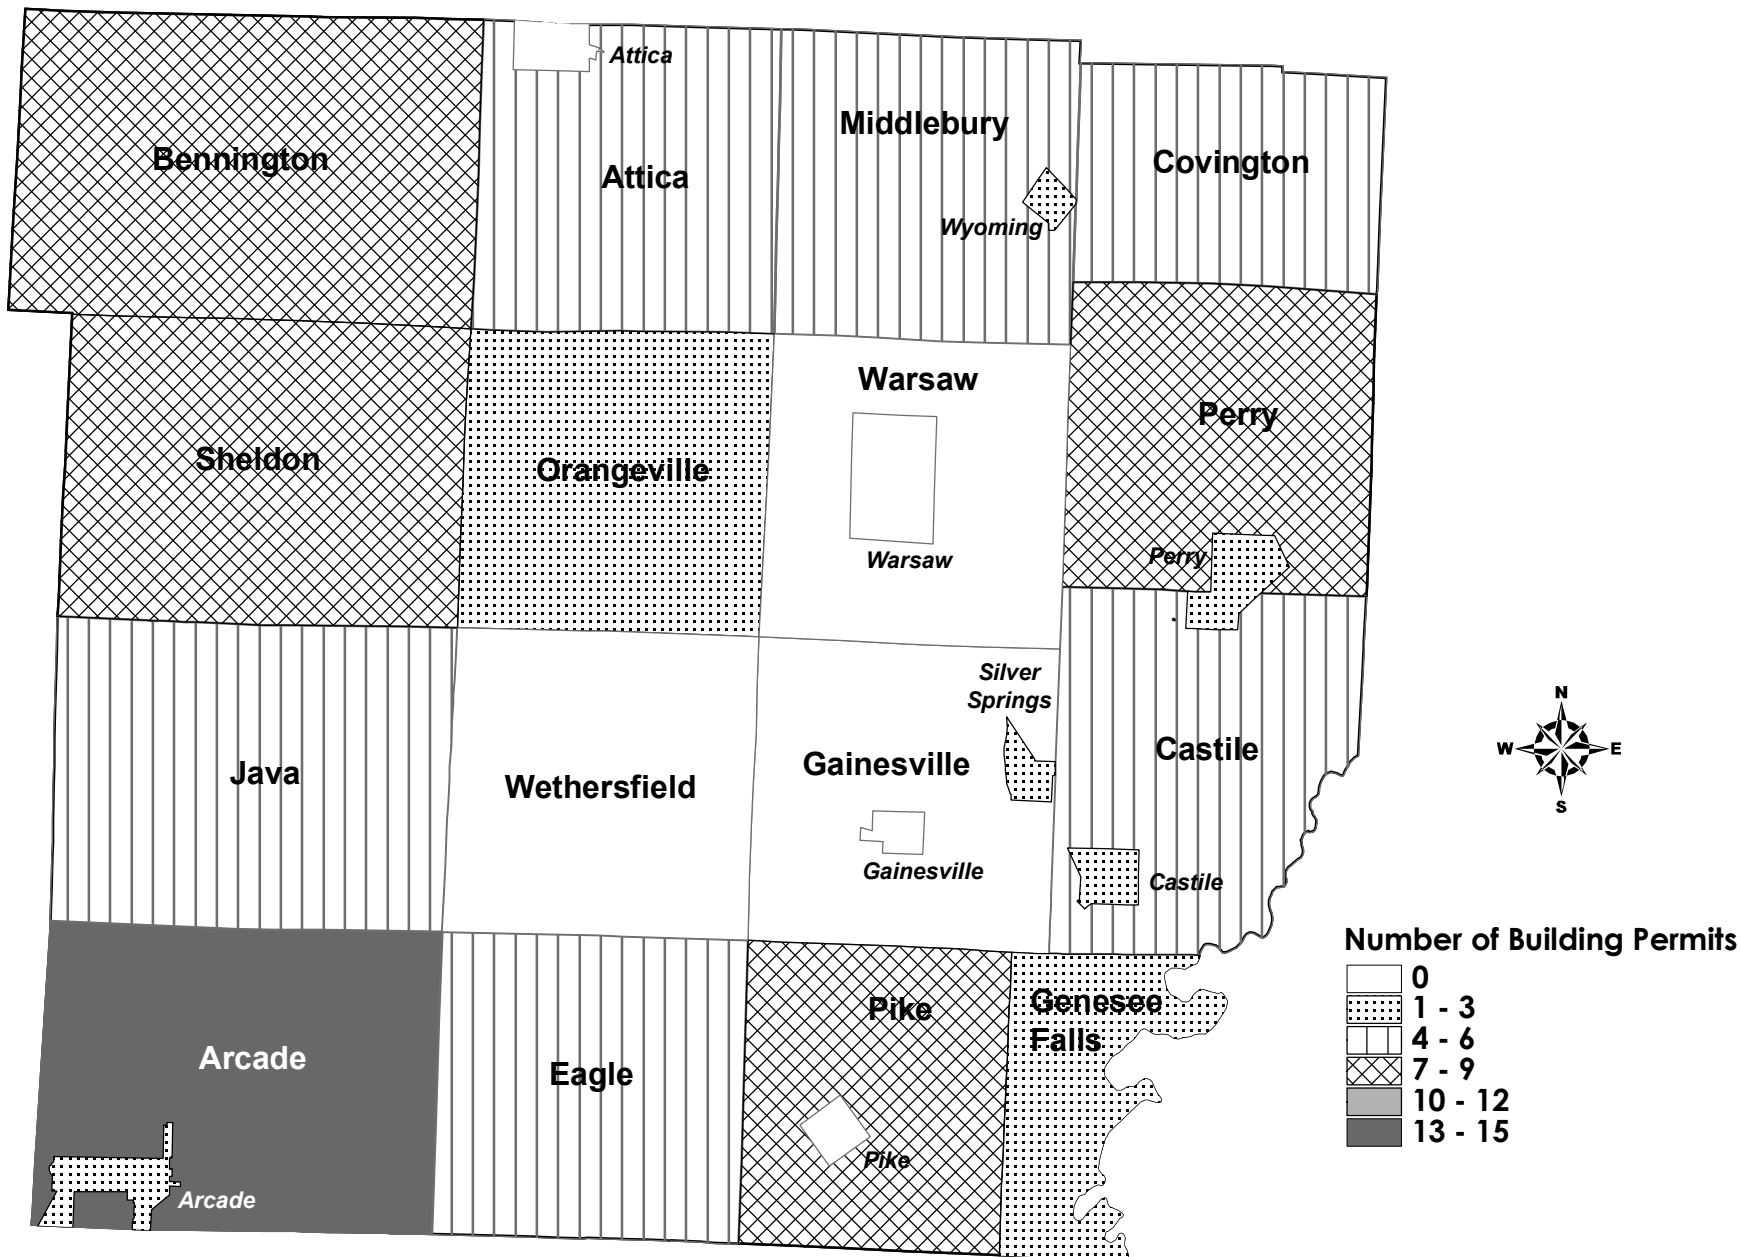 Attica
Middlebury
Bennington
Attica
Covington
Wyoming
Warsaw
Perry
Sheldon
Orangeville
Perry
Warsaw
Silver
Springs
Java
Wethersfield
Gainesville
Castile
Gainesville
Castile
N
W
E
S
Arcade
Eagle
Pike
Genesee
Falls
Pike
Arcade
Number of Building Permits
0
1 - 3
4 - 6
7 - 9
10 - 12
13 - 15